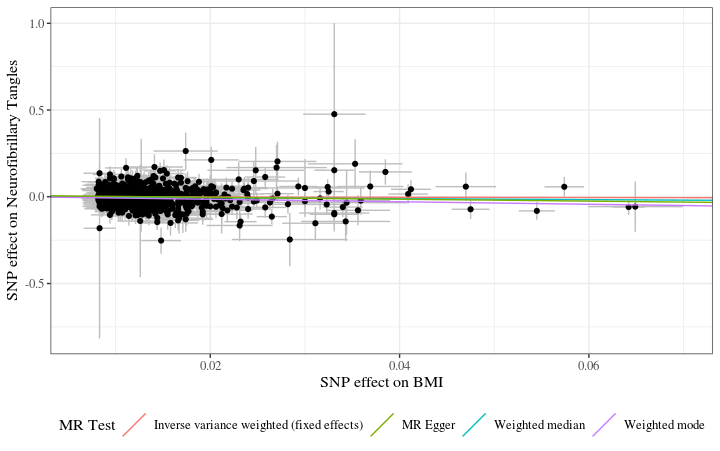 1.0
0.5
0.0
-0.5
SNP effect on Neurofibrillary Tangles
0.02 0.04 0.06
SNP effect on BMI
MR Test Inverse variance weighted (fixed effects) MR Egger Weighted median Weighted mode